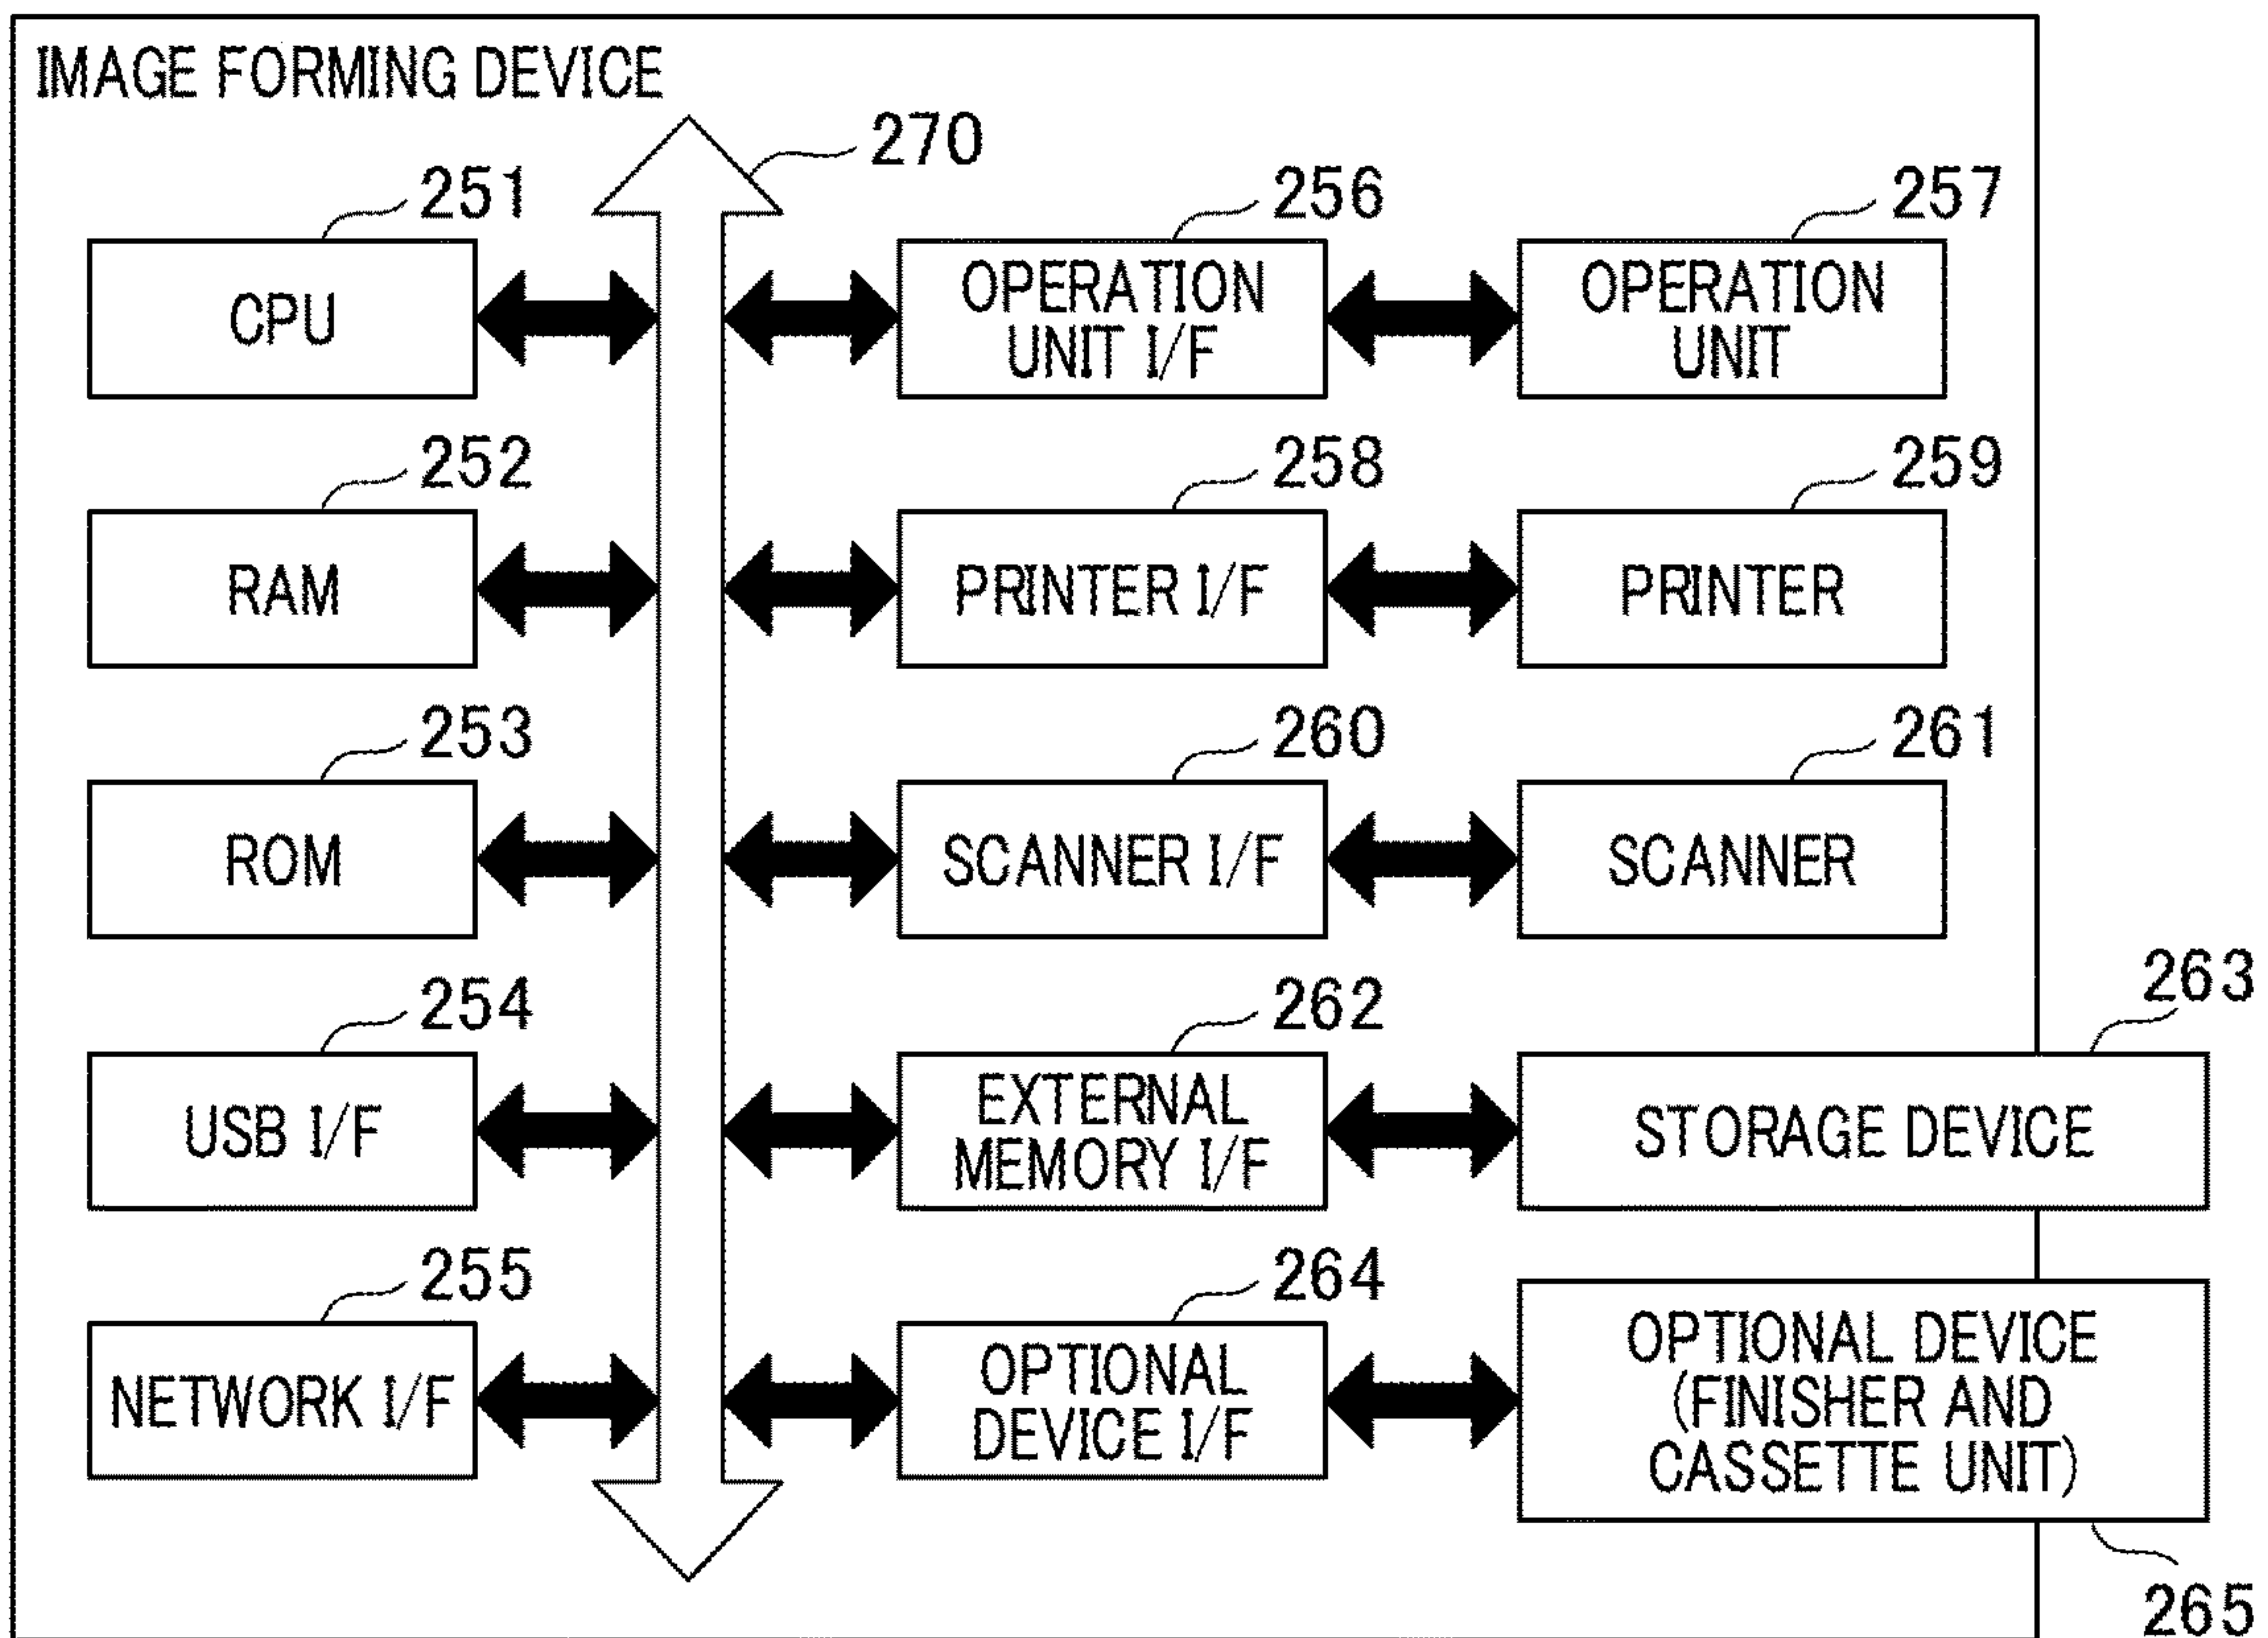 IMAGE FORMING DEVICE
270
251
256
257
CPU
OPERATION
UNIT I/F
OPERATION
UNIT
252
258
259
RAM
PRINTER I/F
PRINTER
253
260
261
ROM
SCANNER I/F
SCANNER
254
262
263
USB I/F
EXTERNAL
MEMORY I/F
STORAGE DEVICE
255
264
NETWORK I/F
OPTIONAL
DEVICE I/F
OPTIONAL DEVICE
(FINISHER AND
CASSETTE UNIT)
265